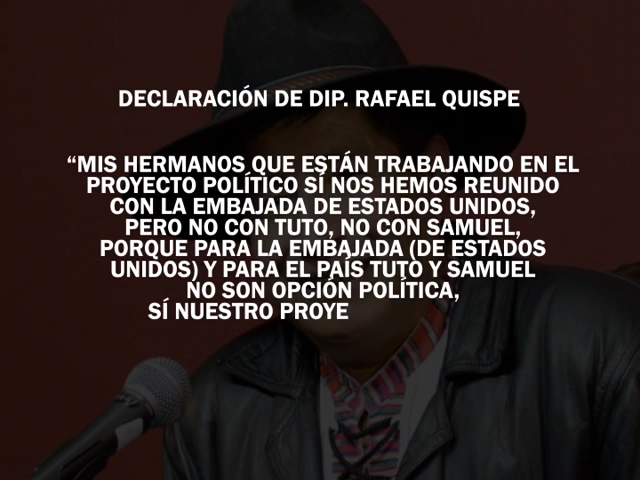 DECLARACIÓN DE DIP. RAFAEL QUISPE
“MIS HERMANOS QUE ESTÁN TRABAJANDO EN EL
PROYECTO POLÍTICO SÍ NOS HEMOS REUNIDO
CON LA EMBAJADA DE ESTADOS UNIDOS,
PERO NO CON TUTO, NO CON SAMUEL,
PORQUE PARA LA EMBAJADA (DE ESTADOS
UNIDOS) Y PARA EL PAÍS TUTO Y SAMUEL
NO SON OPCIÓN POLÍTICA,
SÍ NUESTRO PROYE